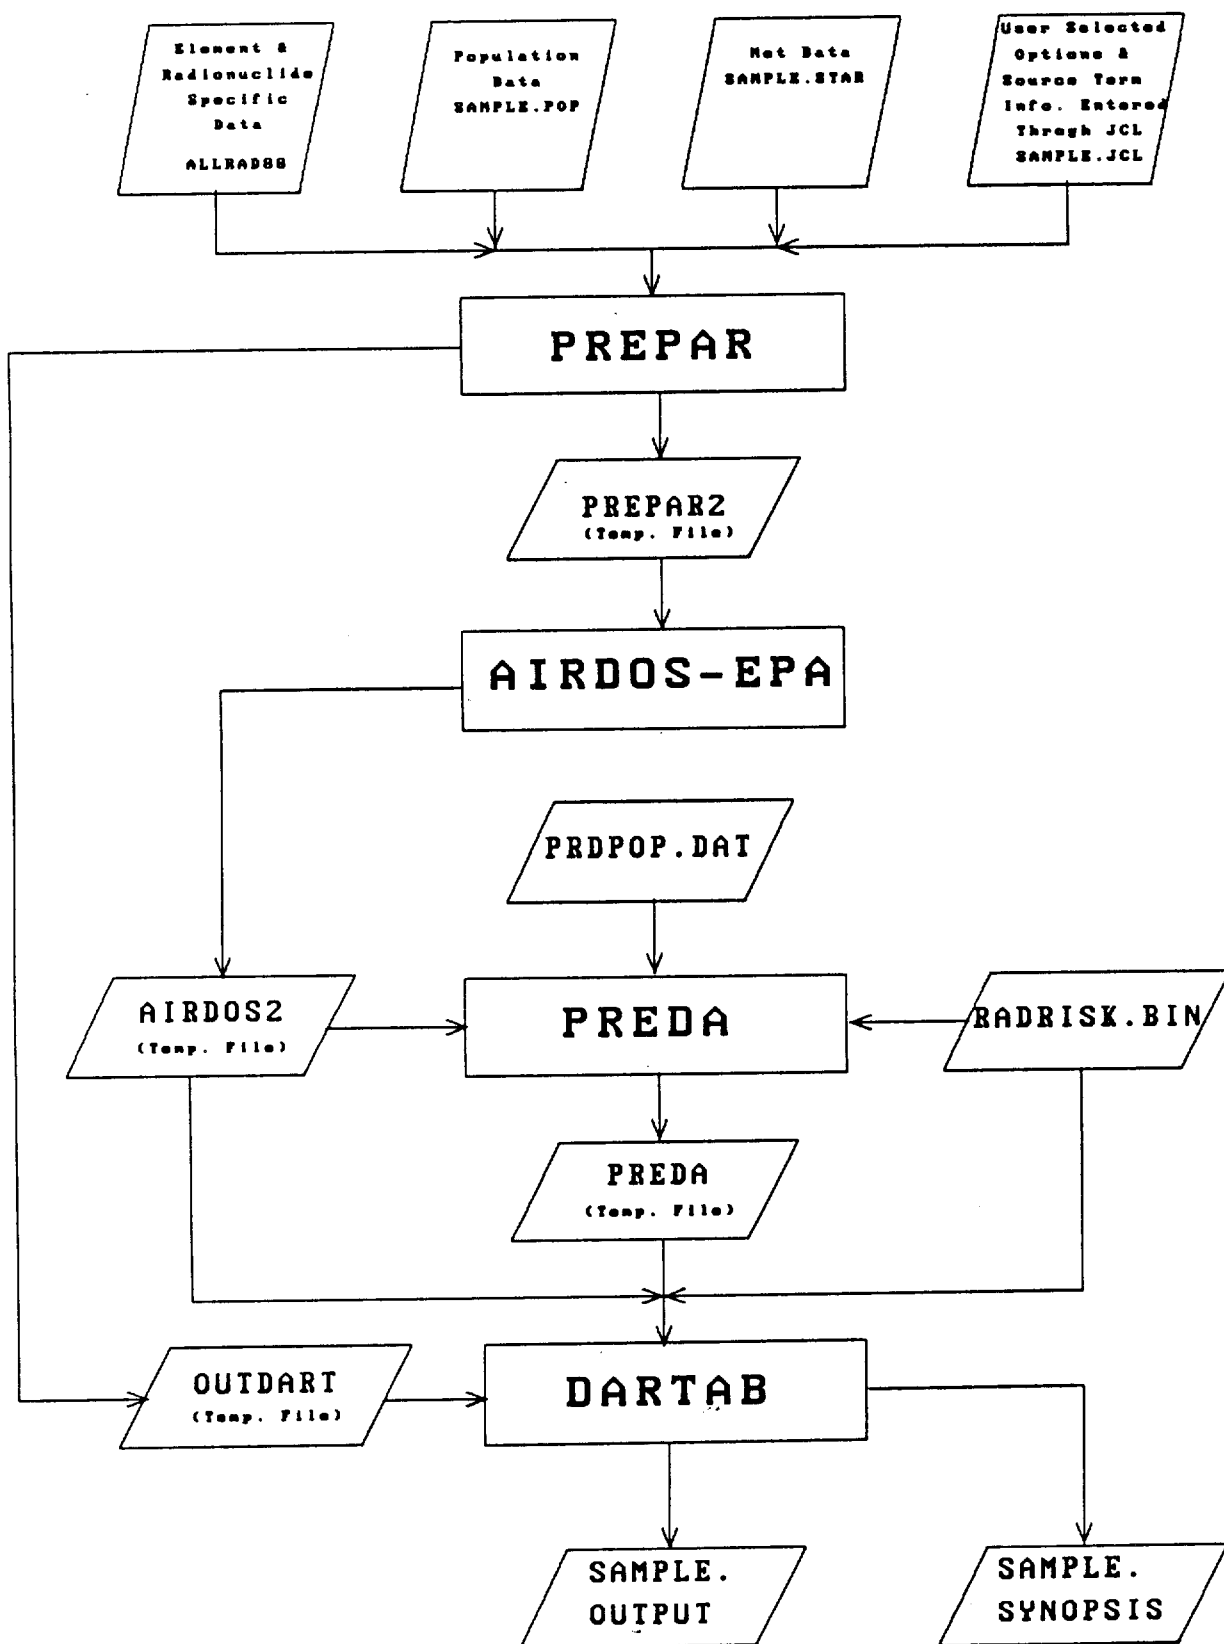 Element &
Radionuclide
Specific
Data
ALLRAD88
Population
Data
SAMPLE.POP
Met Data
SAMPLE.STAR
User Selected
Options &
Source Term
Info. Entered
Through JCL
SAMPLE.JCL
PREPAR
PREPAR2
(Temp. File)
AIRDOS-EPA
PRDPOP.DAT
AIRDOS2
(Temp. File)
PREDA
RADRISK.BIN
PREDA
(Temp. File)
OUTDART
(Temp. File)
DARTAB
SAMPLE.
OUTPUT
SAMPLE.
SYNOPSIS